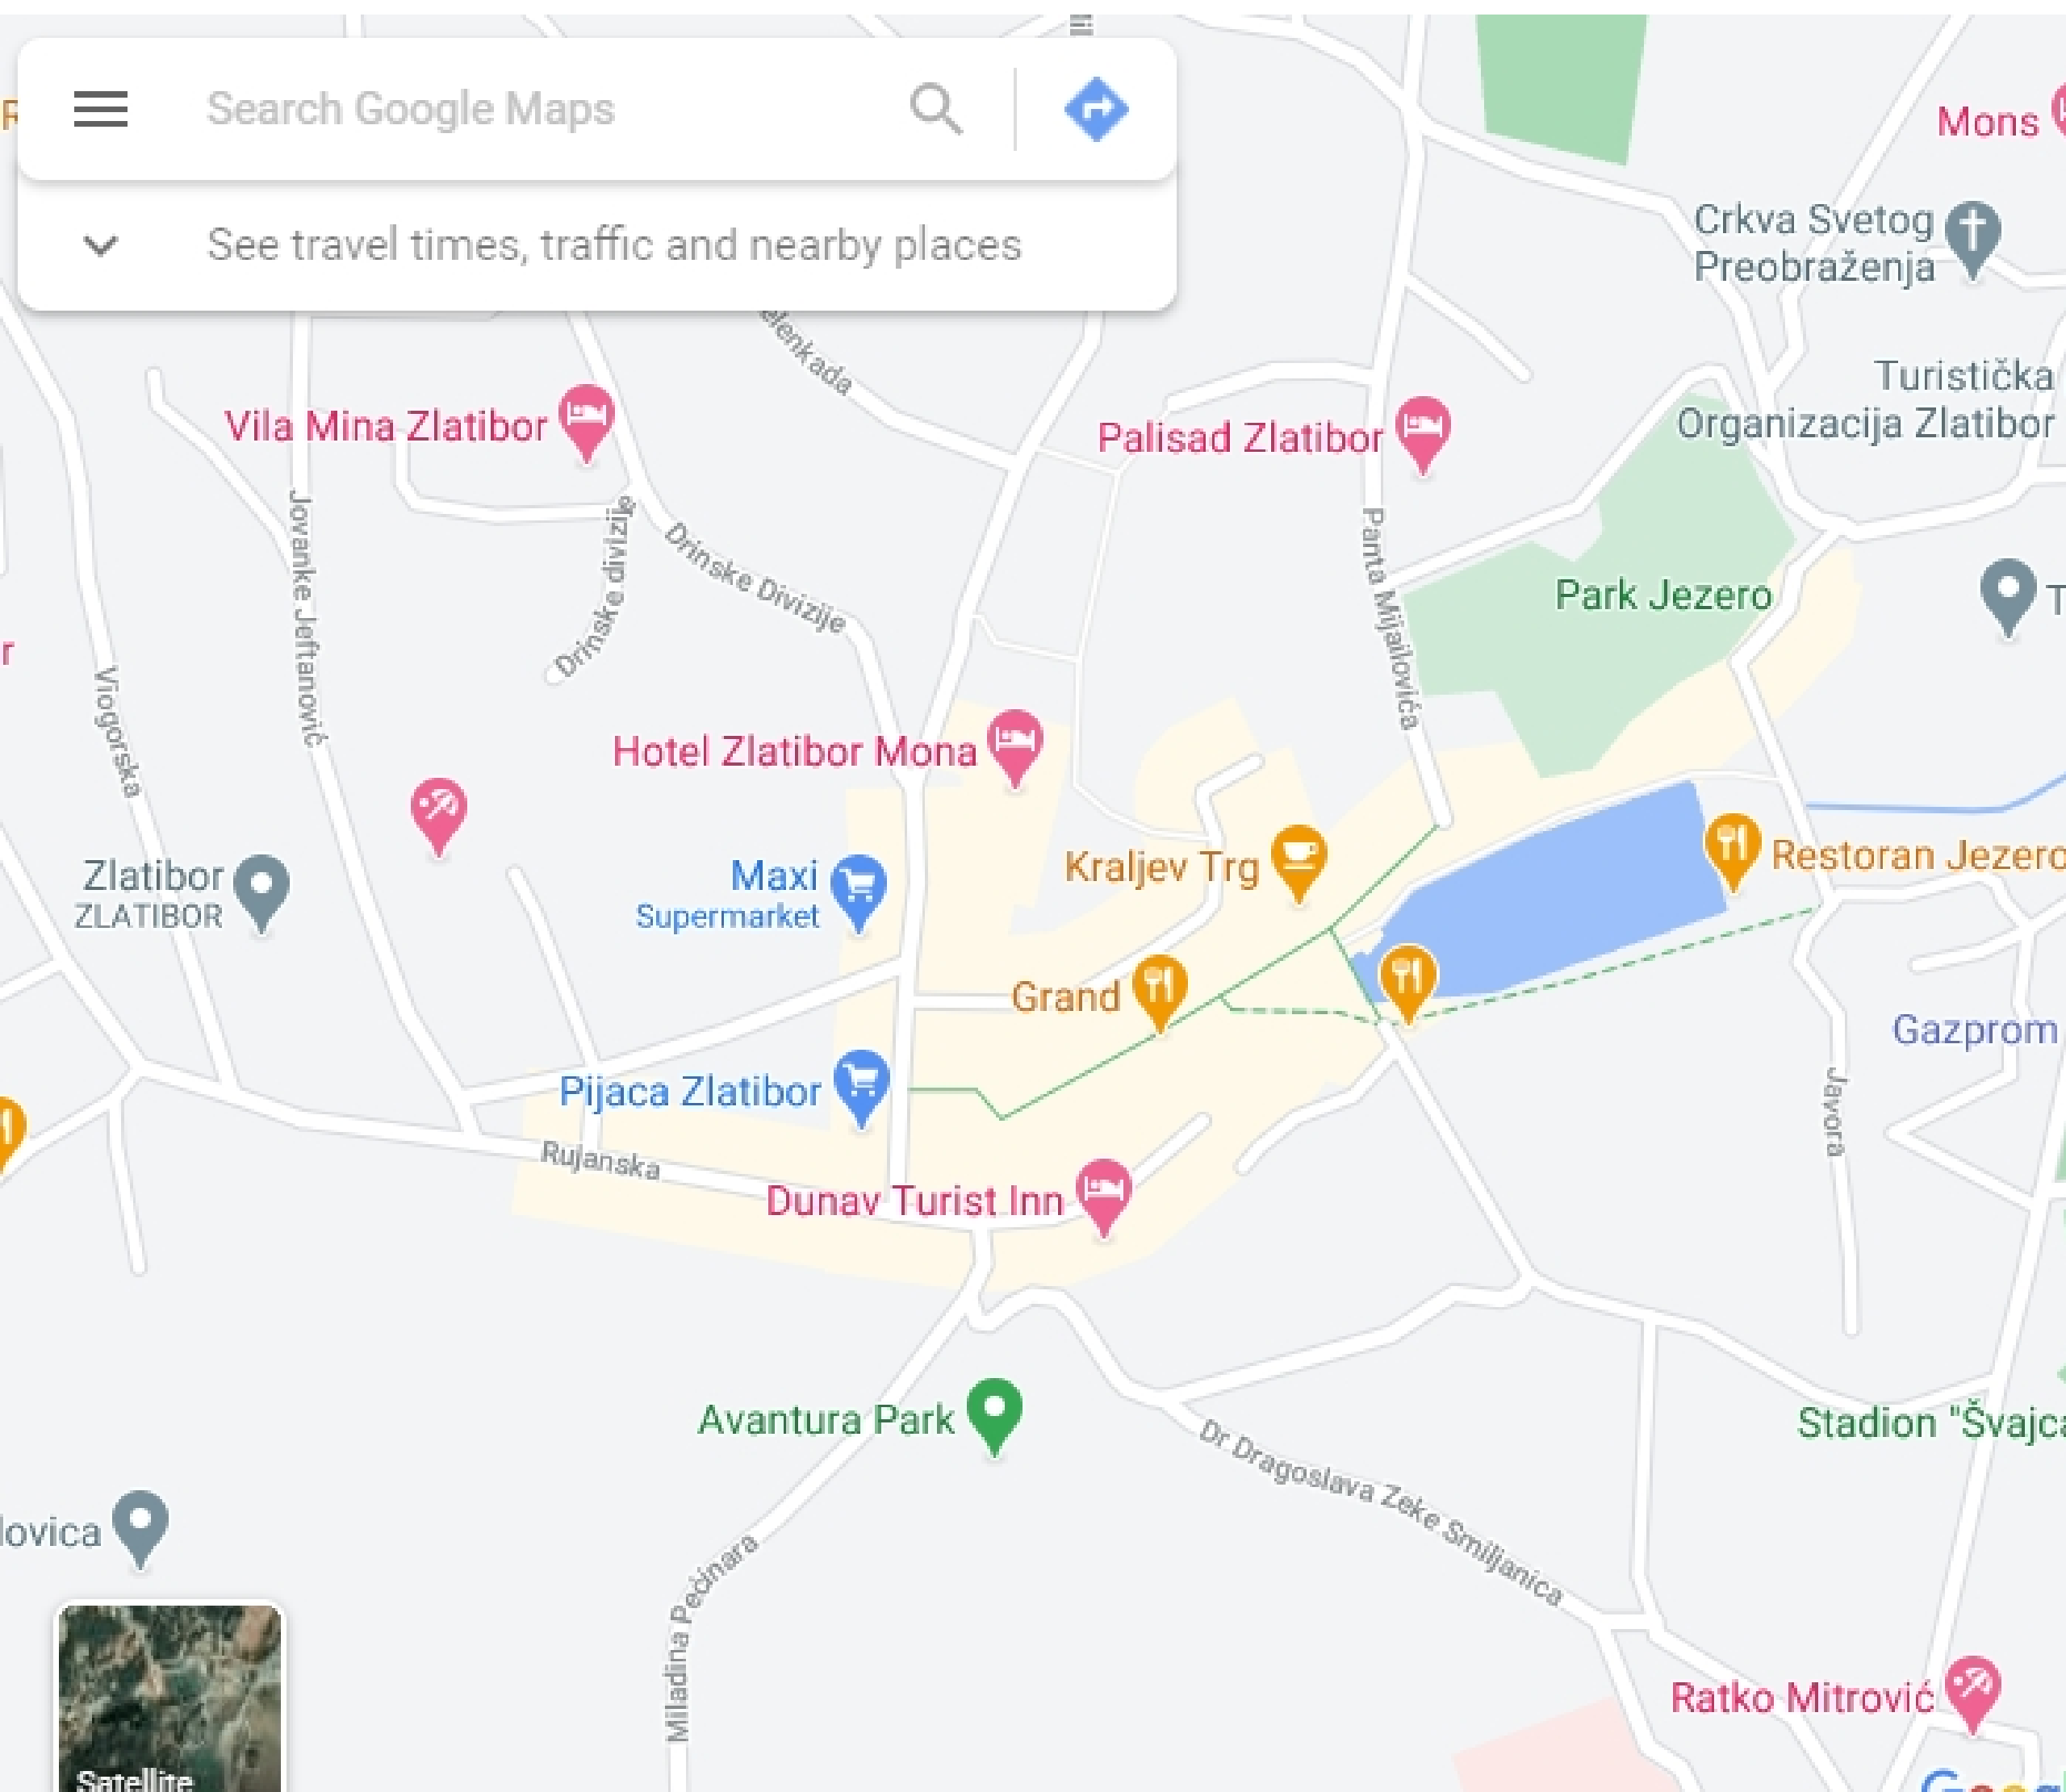 Search Google Maps
See travel times, traffic and nearby places
Mons
Crkva Svetog
Preobraženja
Turistička
Organizacija Zlatibor
Vila Mina Zlatibor
Palisad Zlatibor
Jovanke Jeftanović
Drinske divizije
Drinske Divizije
Panta Mijailovića
Park Jezero
T
r
Viogorska
Hotel Zlatibor Mona
Zlatibor
ZLATIBOR
Maxi
Supermarket
Kraljev Trg
Restoran Jezero
Grand
Gazprom
Pijaca Zlatibor
Javora
Rujanska
Dunav Turist Inn
Avantura Park
Stadion "Švajca
Dr Dragoslava Zeke Smiljanica
lovica
Miladina Pećinara
Ratko Mitrović
Satellite